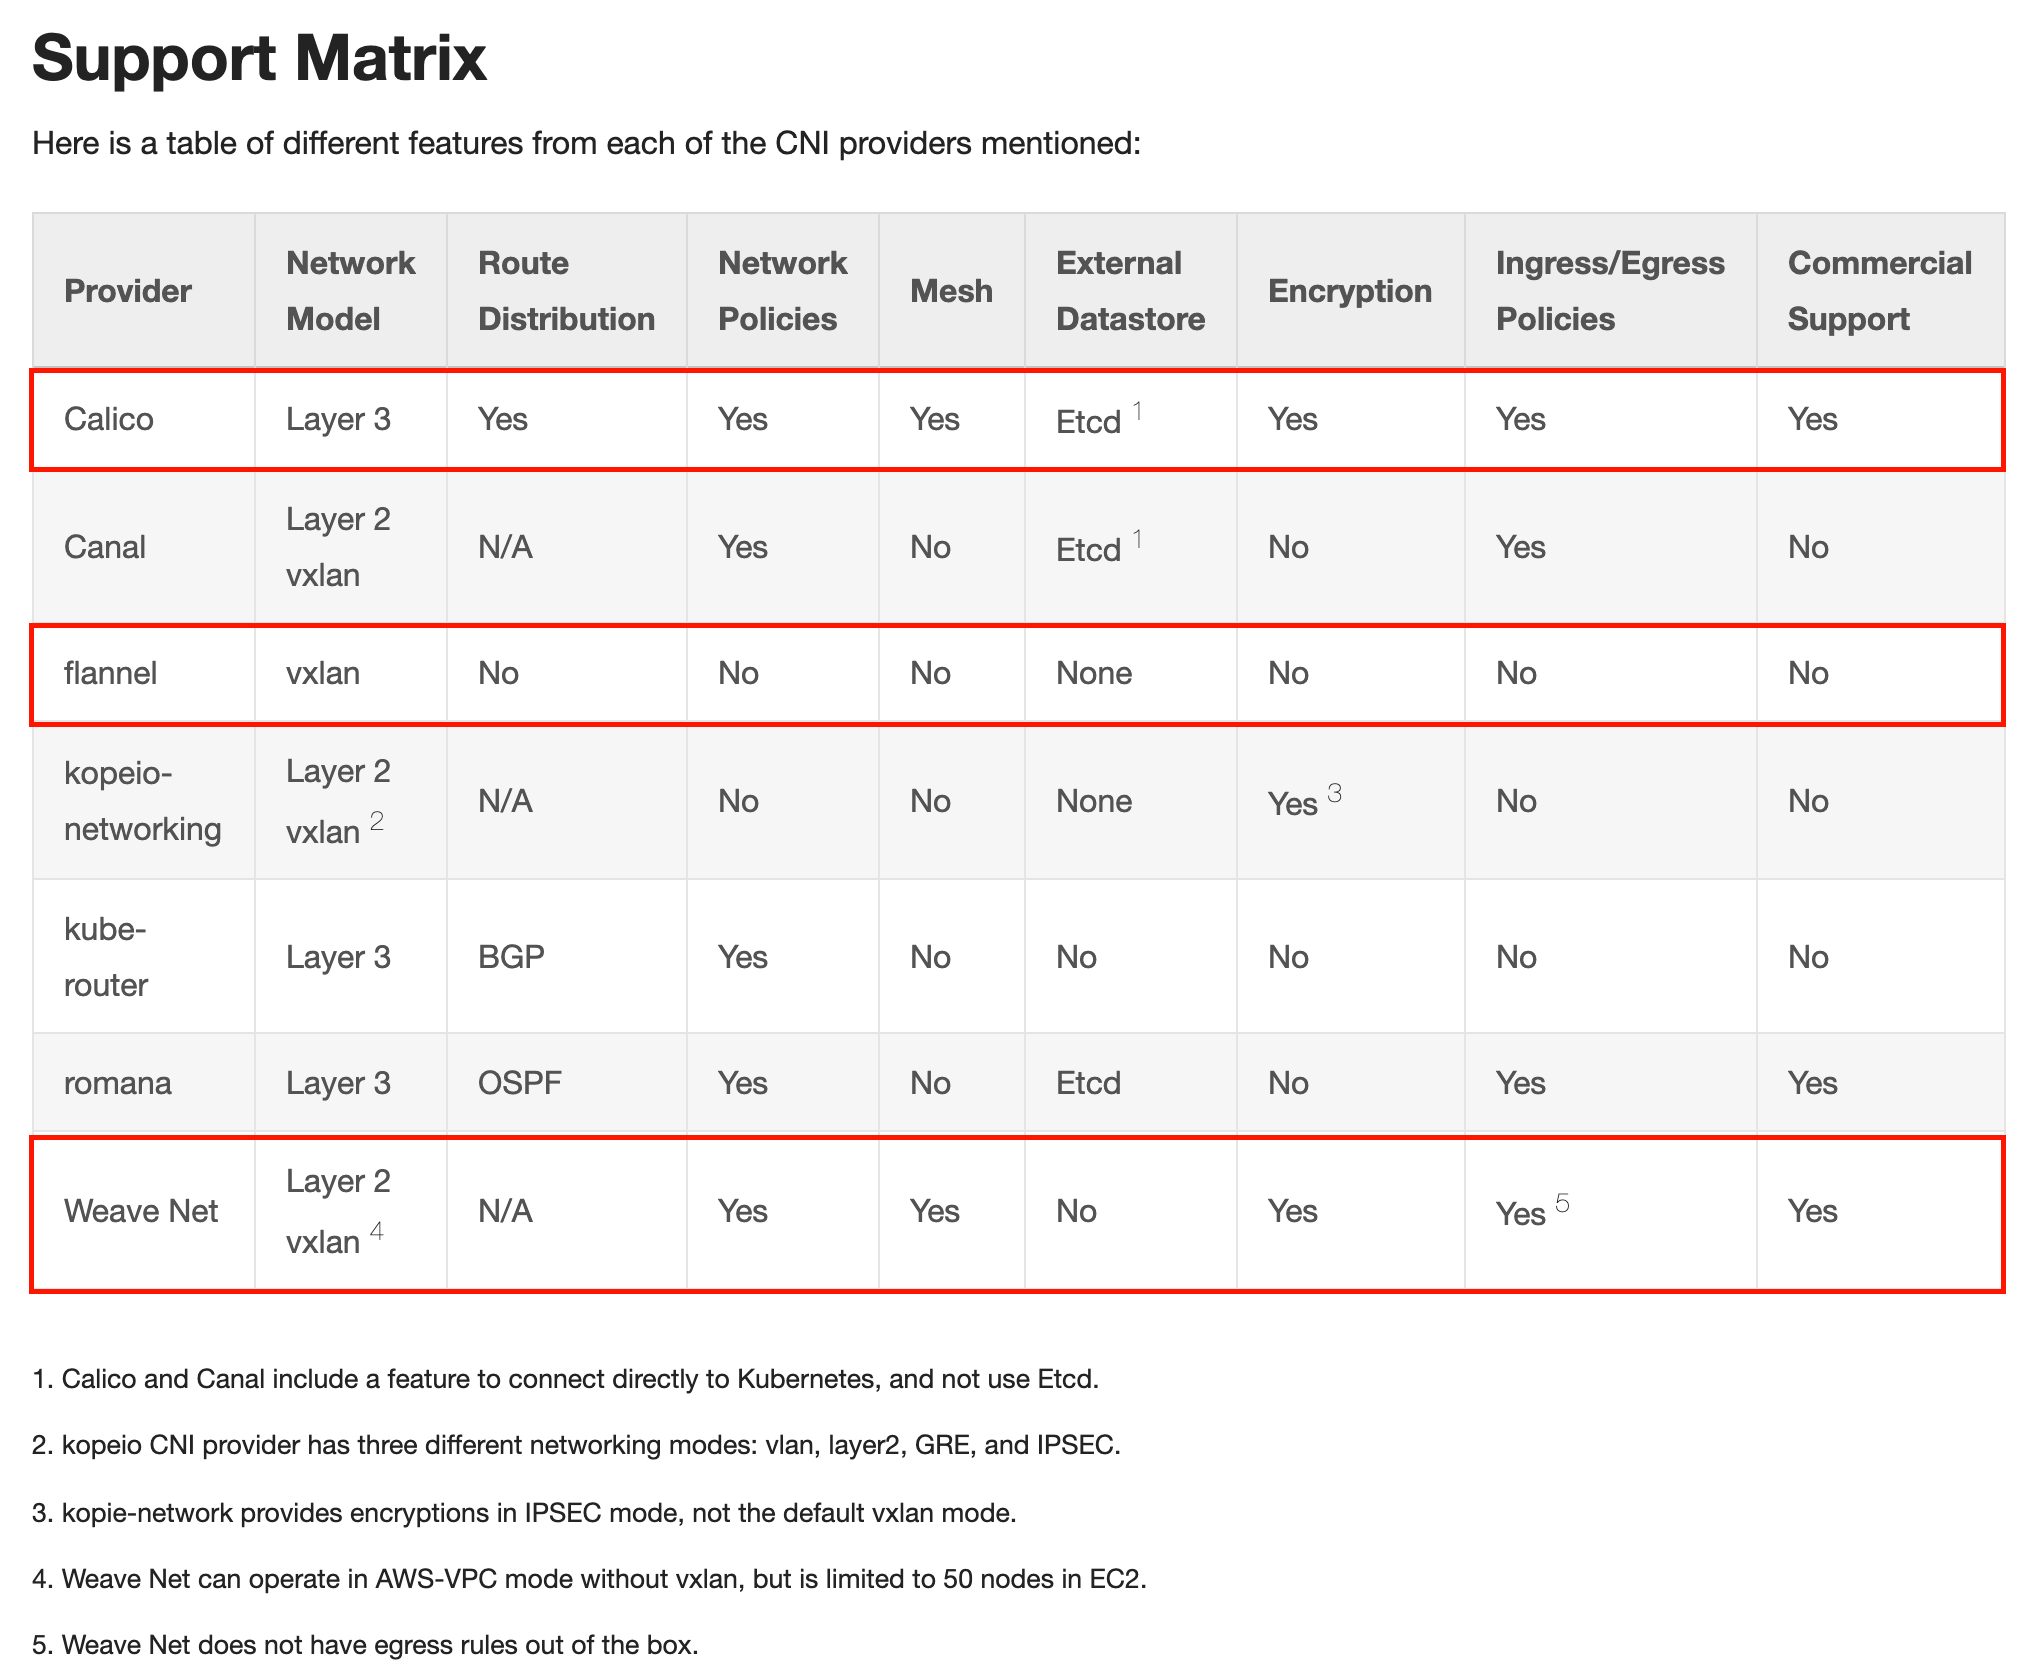 Support Matrix
Here is a table of different features from each of the CNI providers mentioned:
Provider Network Model Route Distribution Network Policies Mesh External Datastore Encryption Ingress/Egress Policies Commercial Support
Calico Layer 3 Yes Yes Yes Etcd 1 Yes Yes Yes
Canal Layer 2 vxlan N/A Yes No Etcd 1 No Yes No
flannel vxlan No No No None No No No
kopeio-networking Layer 2 vxlan 2 N/A No No None Yes 3 No No
kube-router Layer 3 BGP Yes No No No No No
romana Layer 3 OSPF Yes No Etcd No Yes Yes
Weave Net Layer 2 vxlan 4 N/A Yes Yes No Yes Yes 5 Yes
1. Calico and Canal include a feature to connect directly to Kubernetes, and not use Etcd.
2. kopeio CNI provider has three different networking modes: vlan, layer2, GRE, and IPSEC.
3. kopie-network provides encryptions in IPSEC mode, not the default vxlan mode.
4. Weave Net can operate in AWS-VPC mode without vxlan, but is limited to 50 nodes in EC2.
5. Weave Net does not have egress rules out of the box.